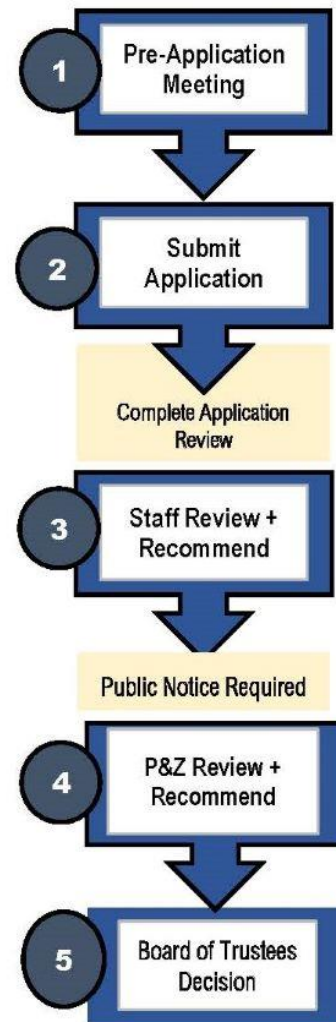 1
Pre-Application
Meeting
2
Submit
Application
Complete Application
Review
3
Staff Review +
Recommend
Public Notice Required
4
P&Z Review +
Recommend
5
Board of Trustees
Decision